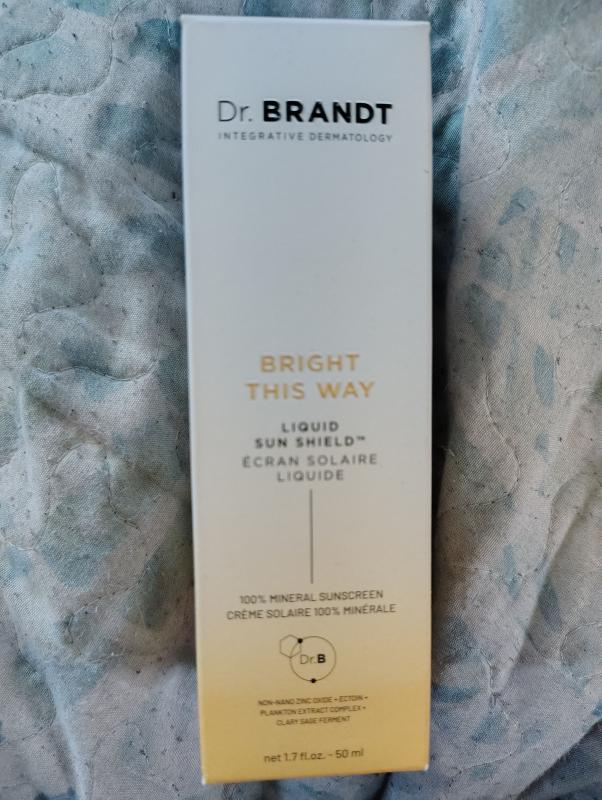 Dr. BRANDT
INTEGRATIVE DERMATOLOGY
BRIGHT
THIS WAY
LIQUID
SUN SHIELD™
ÉCRAN SOLAIRE
LIQUIDE
100% MINERAL SUNSCREEN
CRÈME SOLAIRE 100% MINÉRALE
Dr.B
NON-NANO ZINC OXIDE • ECTOIN •
PLANKTON EXTRACT COMPLEX •
CLARY SAGE FERMENT
net 1.7 fl.oz. - 50 ml